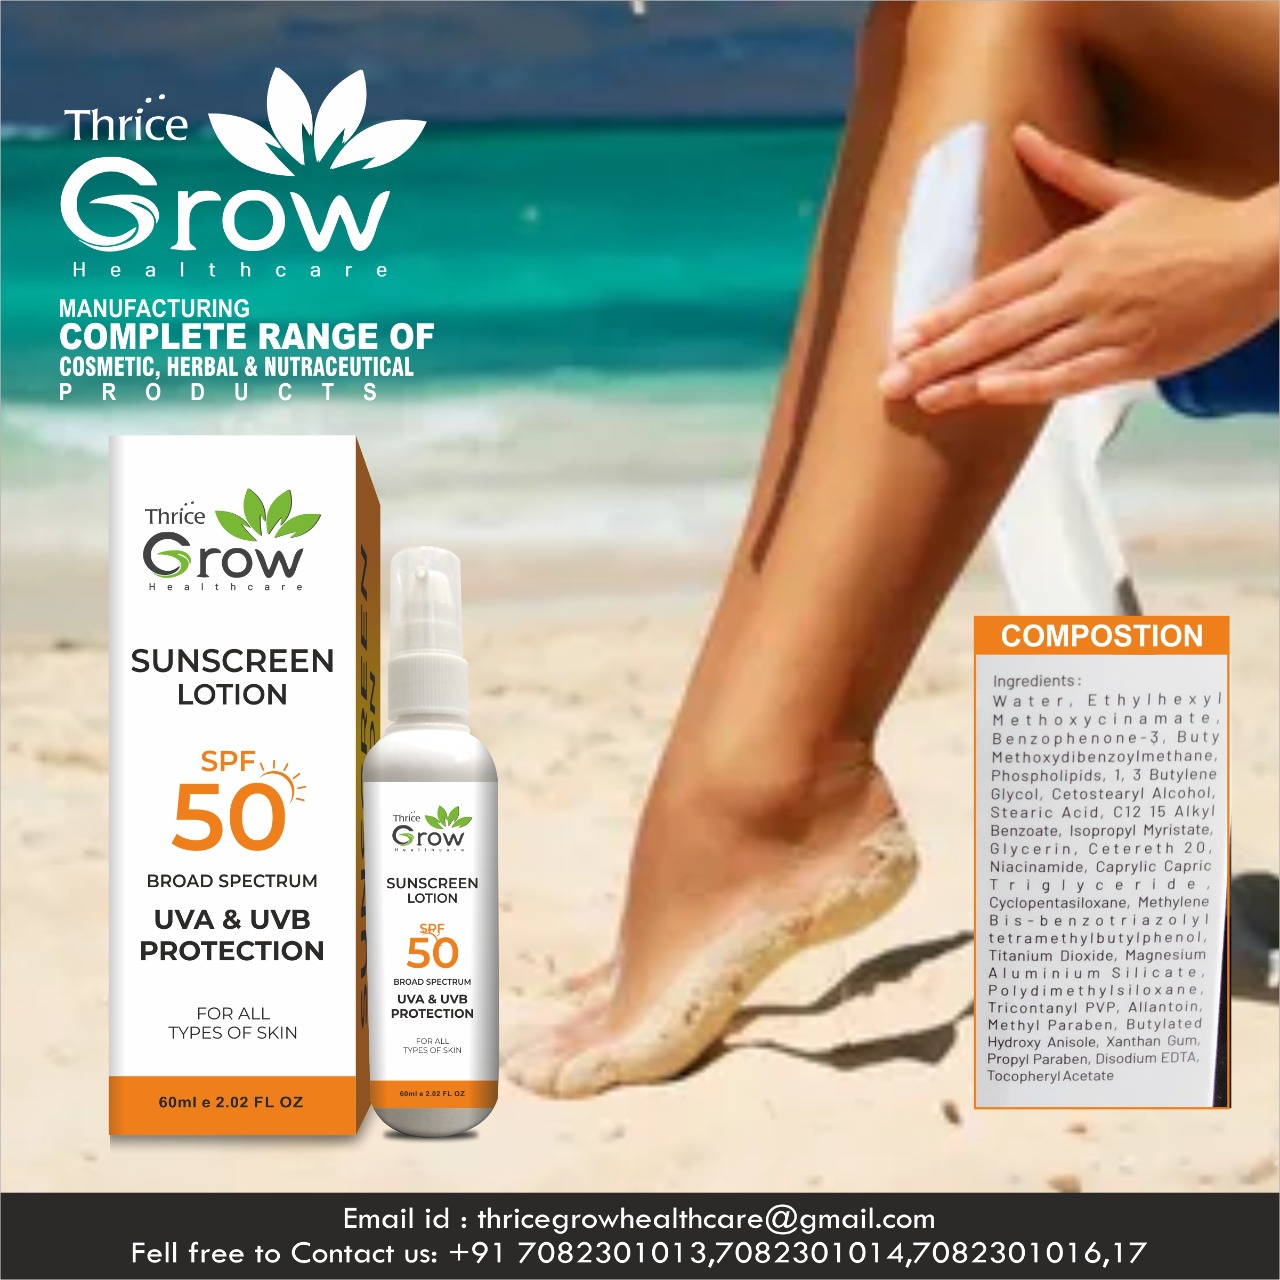 Thrice
Grow
Healthcare
MANUFACTURING
COMPLETE RANGE OF
COSMETIC, HERBAL & NUTRACEUTICAL
PRODUCTS
Thrice
Grow
Healthcare
SUNSCREEN
LOTION
SPF
50
BROAD SPECTRUM
UVA & UVB
PROTECTION
FOR ALL
TYPES OF SKIN
60ml e 2.02 FL OZ
Thrice
Grow
Healthcare
SUNSCREEN
LOTION
SPF
50
BROAD SPECTRUM
UVA & UVB
PROTECTION
FOR ALL
TYPES OF SKIN
60ml e 2.02 FL OZ
COMPOSTION
Ingredients:
Water, Ethylhexyl
Methoxycinamate,
Benzophenone-3, Buty
Methoxydibenzoylmethane,
Phospholipids, 1, 3 Butylene
Glycol, Cetostearyl Alcohol,
Stearic Acid, C12 15 Alkyl
Benzoate, Isopropyl Myristate,
Glycerin, Cetereth 20,
Niacinamide, Caprylic Capric
Triglyceride,
Cyclopentasiloxane, Methylene
Bis-benzotriazolyl
tetramethylbutylphenol,
Titanium Dioxide, Magnesium
Aluminium Silicate,
Polydimethylsiloxane,
Tricontanyl PVP, Allantoin,
Methyl Paraben, Butylated
Hydroxy Anisole, Xanthan Gum,
Propyl Paraben, Disodium EDTA,
Tocopheryl Acetate
Email id : thricegrowhealthcare@gmail.com
Fell free to Contact us: +91 7082301013,7082301014,7082301016,17